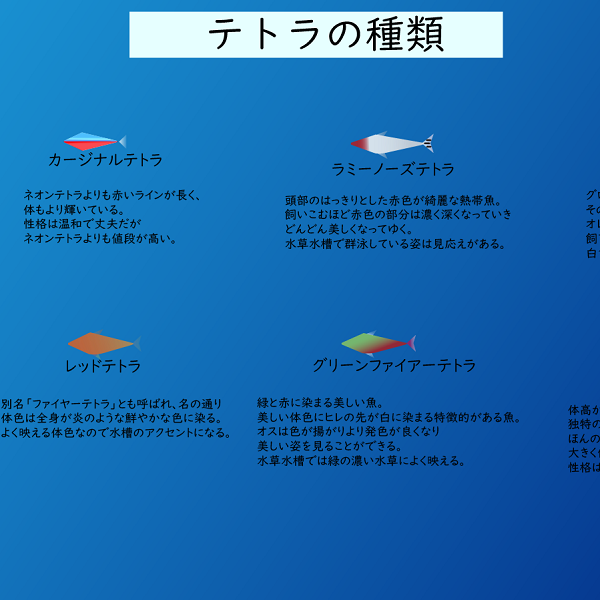 テトラの種類
カージナルテトラ
ネオンテトラよりも赤いラインが長く、
体もより輝いている。
性格は温和で丈夫だが
ネオンテトラよりも値段が高い。
ラミーノーズテトラ
頭部のはっきりとした赤色が綺麗な熱帯魚。
飼いこむほど赤色の部分は濃く深くなっていき
どんどん美しくなってゆく。
水草水槽で群泳している姿は見応えがある。
グロ
その
オレ
飼
白
レッドテトラ
別名「ファイヤーテトラ」とも呼ばれ、名の通り
体色は全身が炎のような鮮やかな色に染る。
よく映える体色なので水槽のアクセントになる。
グリーンファイアーテトラ
緑と赤に染まる美しい魚。
美しい体色にヒレの先が白に染まる特徴的がある魚。
オスは色が揚がりより発色が良くなり
美しい姿を見ることができる。
水草水槽では緑の濃い水草によく映える。
体高が
独特の
ほんの
大きく
性格は